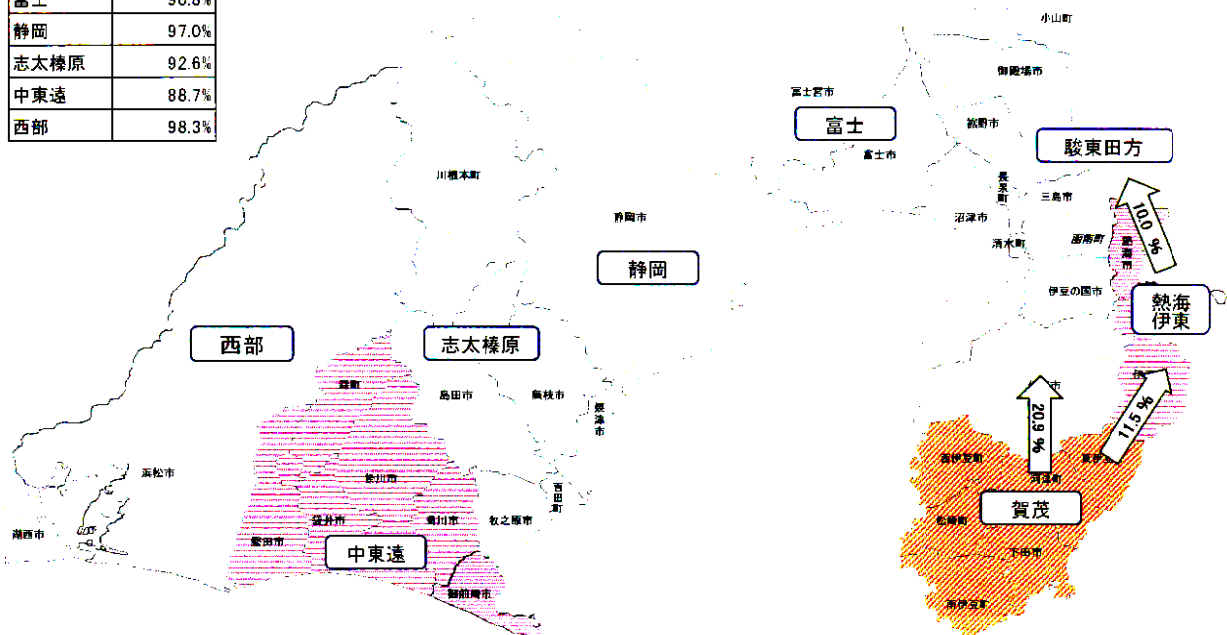 富士
静岡 97.0%
志太榛原 92.6%
中東遠 88.7%
西部 98.3%
小山町
御殿場市
富士宮市
裾野市
富士
駿東田方
富士市
川根本町
長泉町
三島市
静岡市
沼津市
清水町
函南町
熱海市
10.0 %
静岡
伊豆の国市
熱海
伊東
西部
志太榛原
森町
島田市
藤枝市
焼津市
市
20.9 %
11.5 %
浜松市
掛川市
吉田町
西伊豆町
東伊豆
河津町
湖西市
袋井市
菊川市
牧之原市
松崎町
賀茂
磐田市
中東遠
下田市
御前崎市
南伊豆町